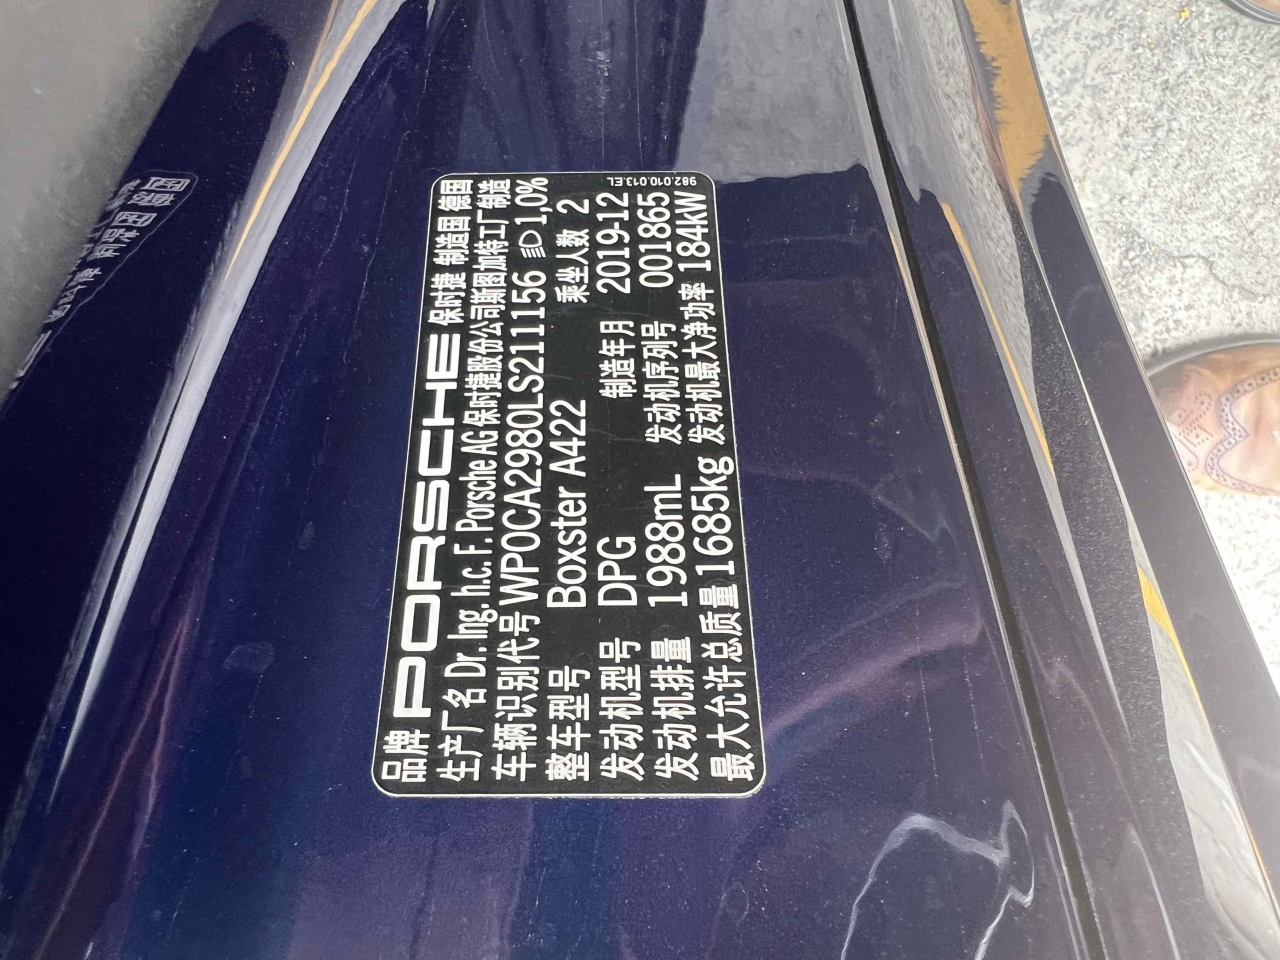 982.010.013.EL
品牌 PORSCHE 保时捷 制造国 德国
生产厂名 Dr. Ing. h.c. F. Porsche AG 保时捷股份公司斯图加特工厂制造
车辆识别代号 WP0CA2980LS211156 1,0%
整车型号 Boxster A422 乘坐人数 2
发动机型号 DPG 制造年月 2019-12
发动机排量 1988mL 发动机序列号 001865
最大允许总质量 1685kg 发动机最大净功率 184kW